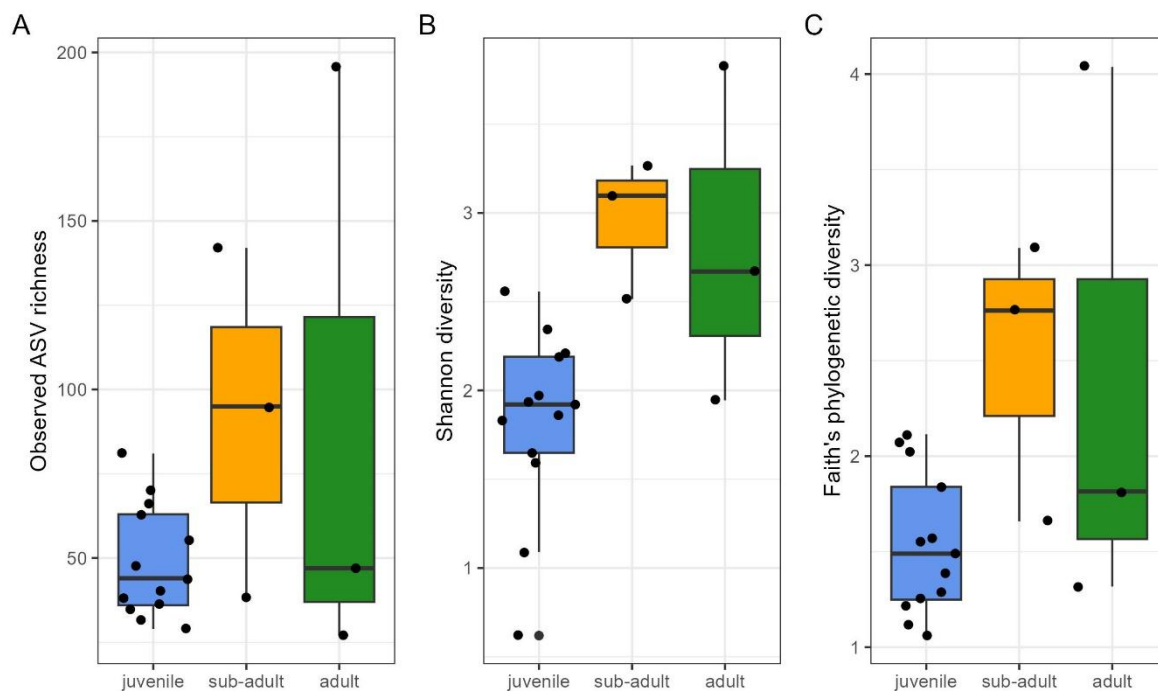 A
Observed ASV richness
200
150
100
50
juvenile sub-adult adult
B
Shannon diversity
3
2
1
juvenile sub-adult adult
C
Faith's phylogenetic diversity
4
3
2
1
juvenile sub-adult adult